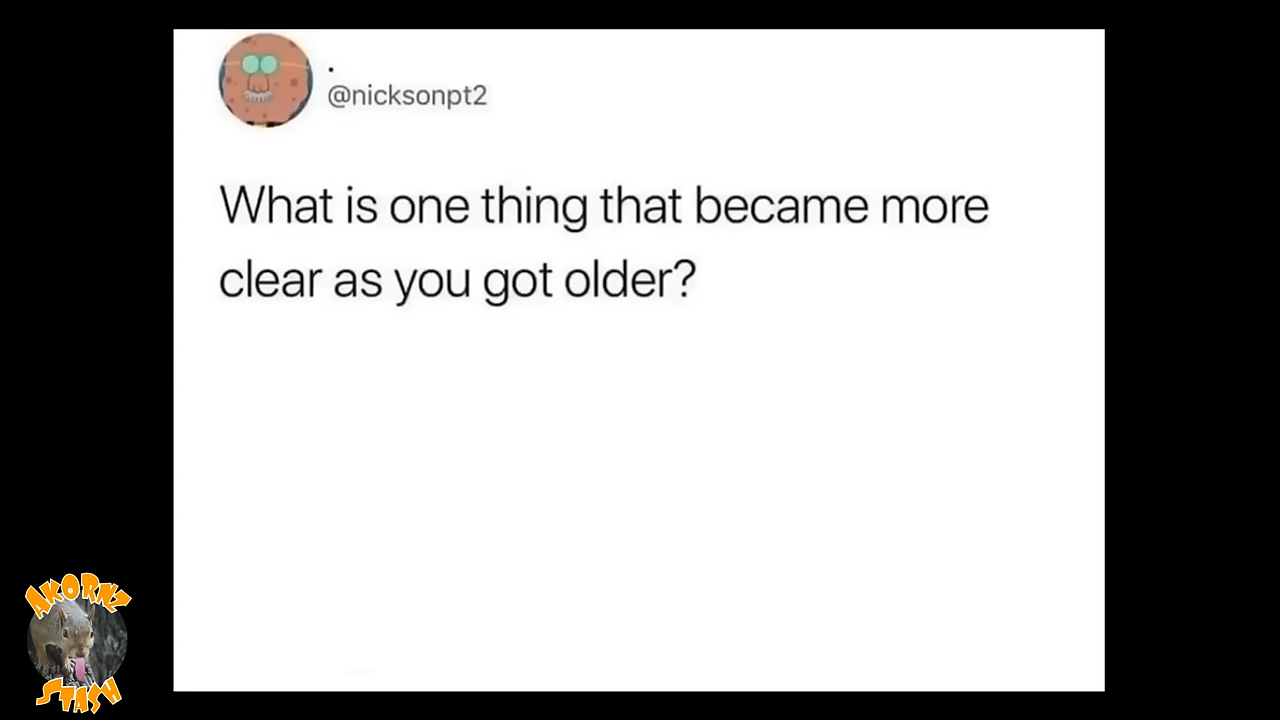 .
@nicksonpt2
What is one thing that became more
clear as you got older?
AKORNZ
STASH